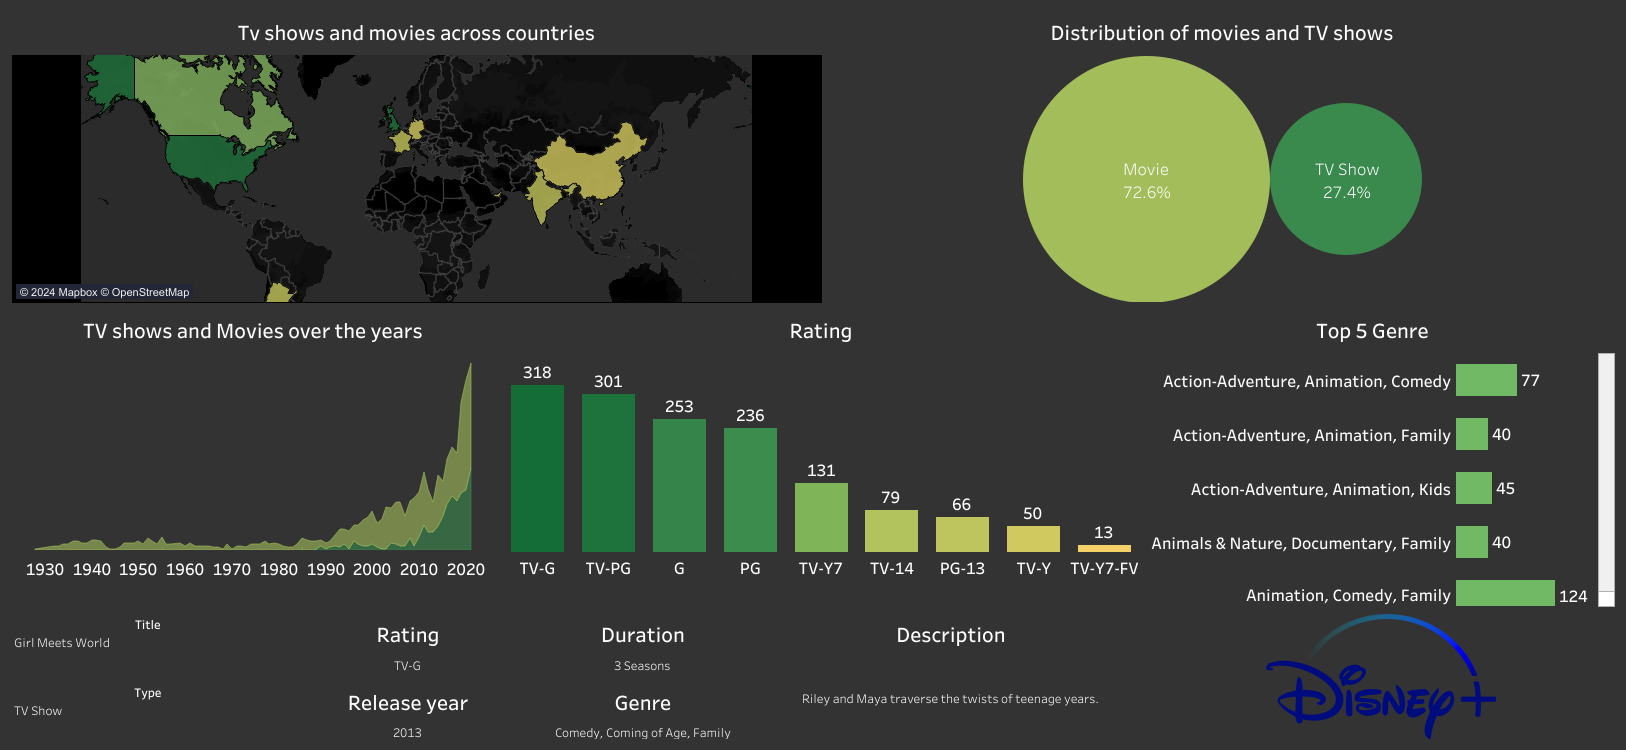 Tv shows and movies across countries
© 2024 Mapbox © OpenStreetMap
Distribution of movies and TV shows
Movie
72.6%
TV Show
27.4%
TV shows and Movies over the years
1930 1940 1950 1960 1970 1980 1990 2000 2010 2020
Rating
318 301 253 236 131 79 66 50 13
TV-G TV-PG G PG TV-Y7 TV-14 PG-13 TV-Y TV-Y7-FV
Top 5 Genre
Action-Adventure, Animation, Comedy 77
Action-Adventure, Animation, Family 40
Action-Adventure, Animation, Kids 45
Animals & Nature, Documentary, Family 40
Animation, Comedy, Family 124
Title
Girl Meets World
Type
TV Show
Rating
TV-G
Release year
2013
Duration
3 Seasons
Genre
Comedy, Coming of Age, Family
Description
Riley and Maya traverse the twists of teenage years.
Disney+